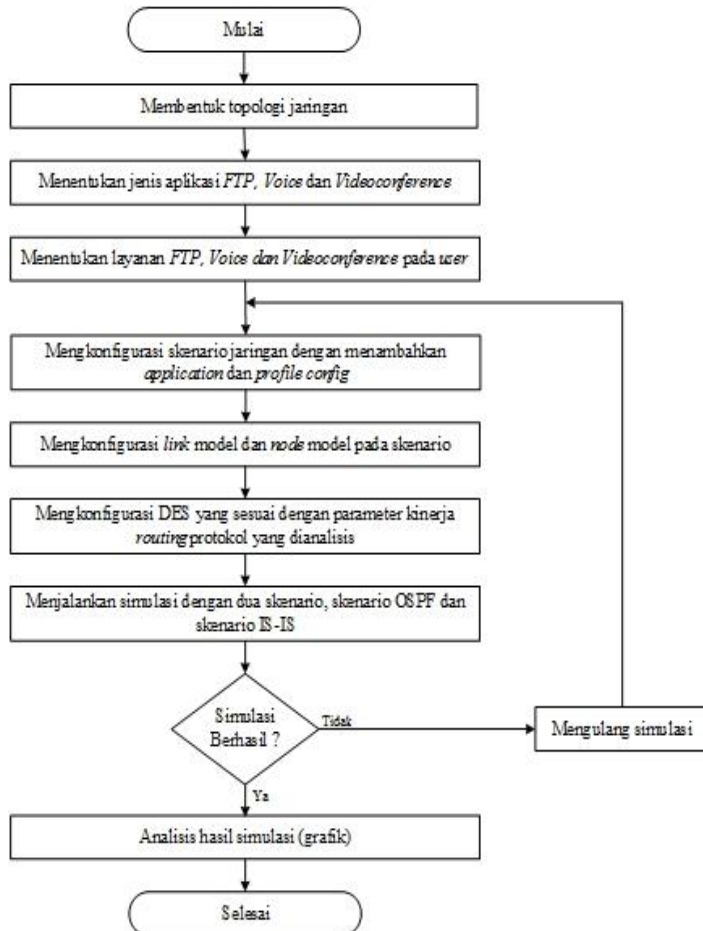 Mulai
Membentuk topologi jaringan
Menentukan jenis aplikasi FTP, Voice dan Videoconference
Menentukan layanan FTP, Voice dan Videoconference pada user
Mengkonfigurasi skenario jaringan dengan menambahkan
application dan profile config
Mengkonfigurasi link model dan node model pada skenario
Mengkonfigurasi DES yang sesuai dengan parameter kinerja
routing protokol yang dianalisis
Menjalankan simulasi dengan dua skenario, skenario OSPF dan
skenario IS-IS
Simulasi
Berhasil ?
Tidak
Mengulang simulasi
Ya
Analisis hasil simulasi (grafik)
Selesai